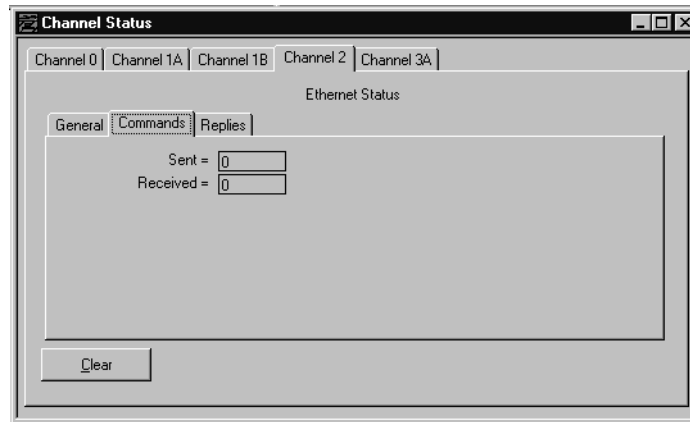 Channel Status
Channel 0 Channel 1A Channel 1B Channel 2 Channel 3A
Ethernet Status
General Commands Replies
Sent = 0
Received = 0
Clear